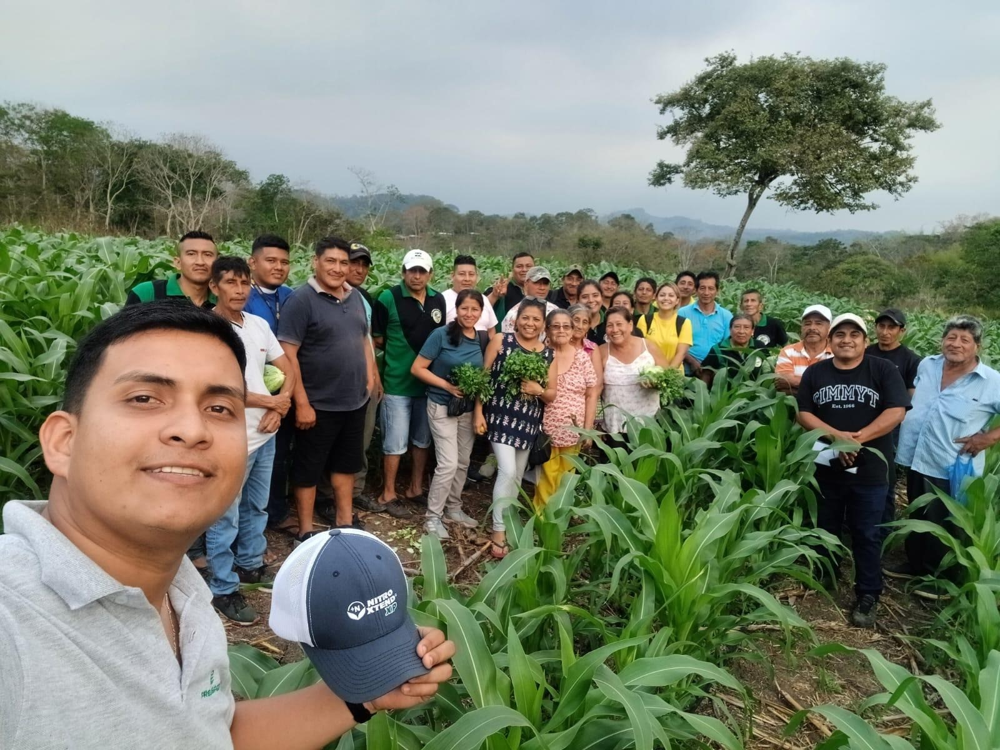 CIMMYT
Est. 1966
+N
NITRO
XTEND
XP